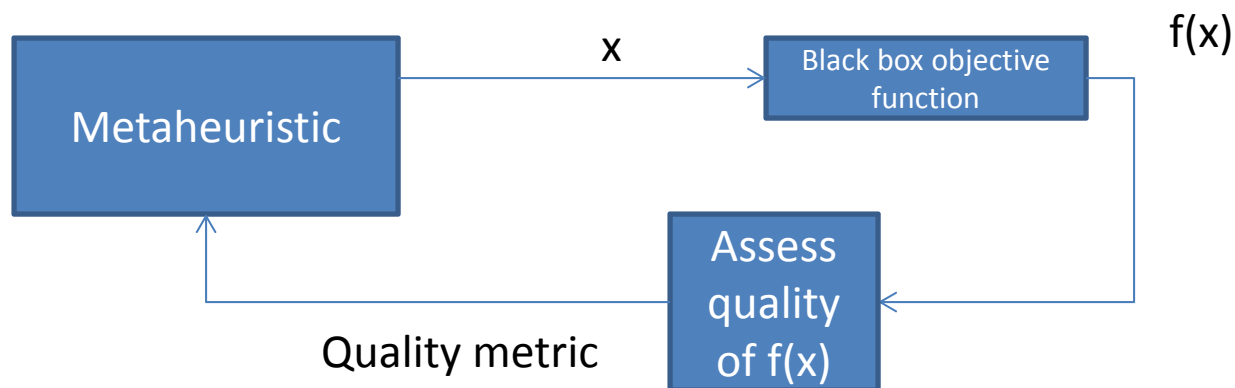 f(x)
x
Black box objective
function
Metaheuristic
Assess
quality
of f(x)
Quality metric